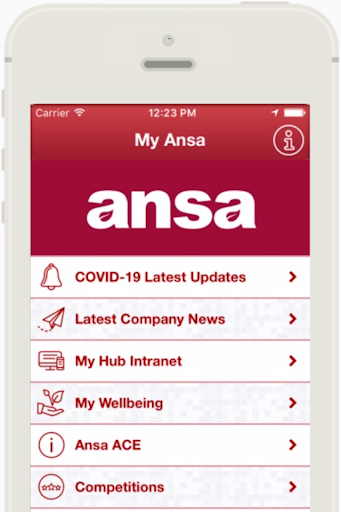 Carrier 12:23 PM
My Ansa
ansa
COVID-19 Latest Updates
Latest Company News
My Hub Intranet
My Wellbeing
Ansa ACE
Competitions